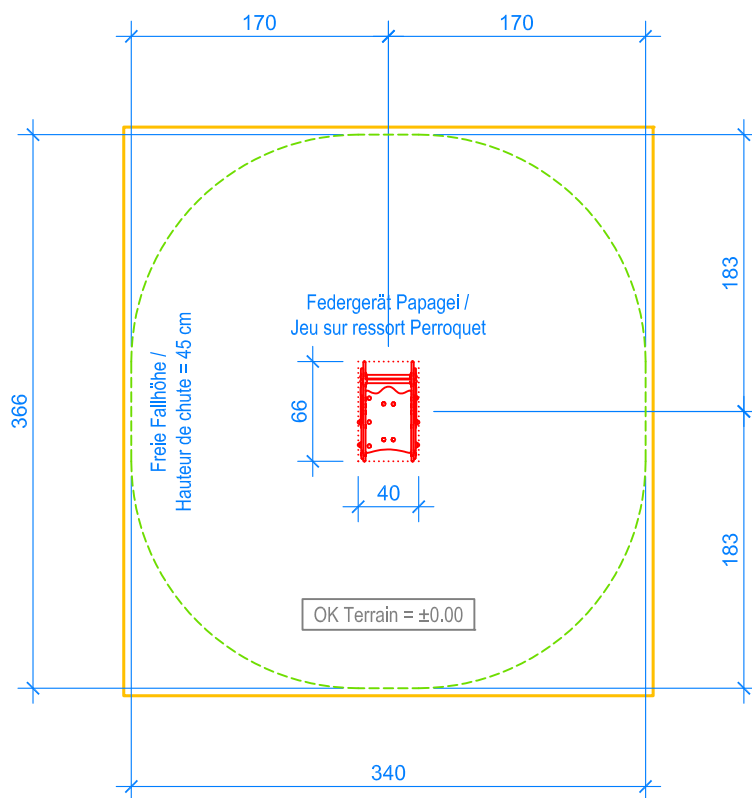 170
170
183
Federgerät Papagei /
Jeu sur ressort Perroquet
Freie Fallhöhe /
Hauteur de chute = 45 cm
366
66
40
183
OK Terrain = ±0.00
340